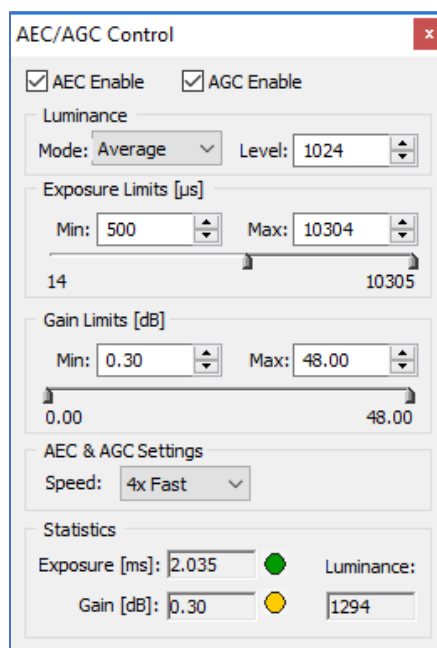 AEC/AGC Control x
AEC Enable AGC Enable
Luminance
Mode: Average Level: 1024
Exposure Limits [µs]
Min: 500 Max: 10304
14 10305
Gain Limits [dB]
Min: 0.30 Max: 48.00
0.00 48.00
AEC & AGC Settings
Speed: 4x Fast
Statistics
Exposure [ms]: 2.035 Luminance:
Gain [dB]: 0.30 1294